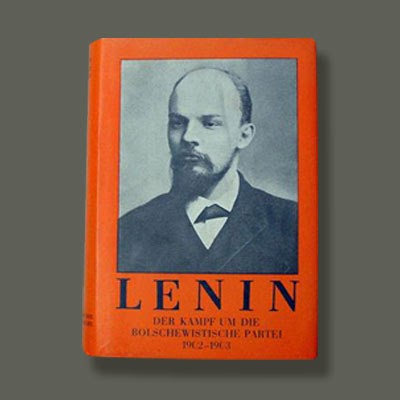 LENIN
DER KAMPF UM DIE
BOLSCHEWISTISCHE PARTEI
1902-1903